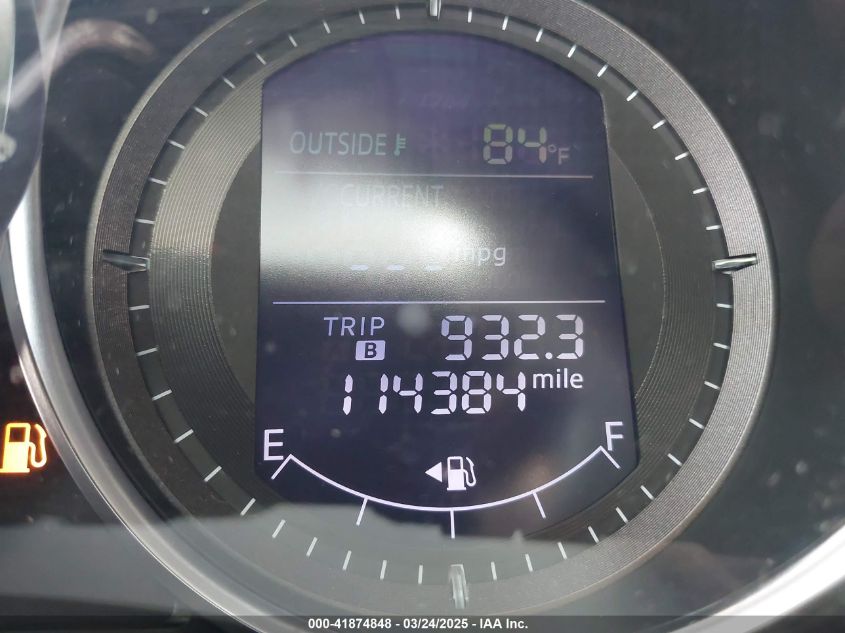 OUTSIDE 84°F
CURRENT
- - - mpg
TRIP B 932.3
114384 mile
E F
000-41874848 - 03/24/2025 - IAA Inc.